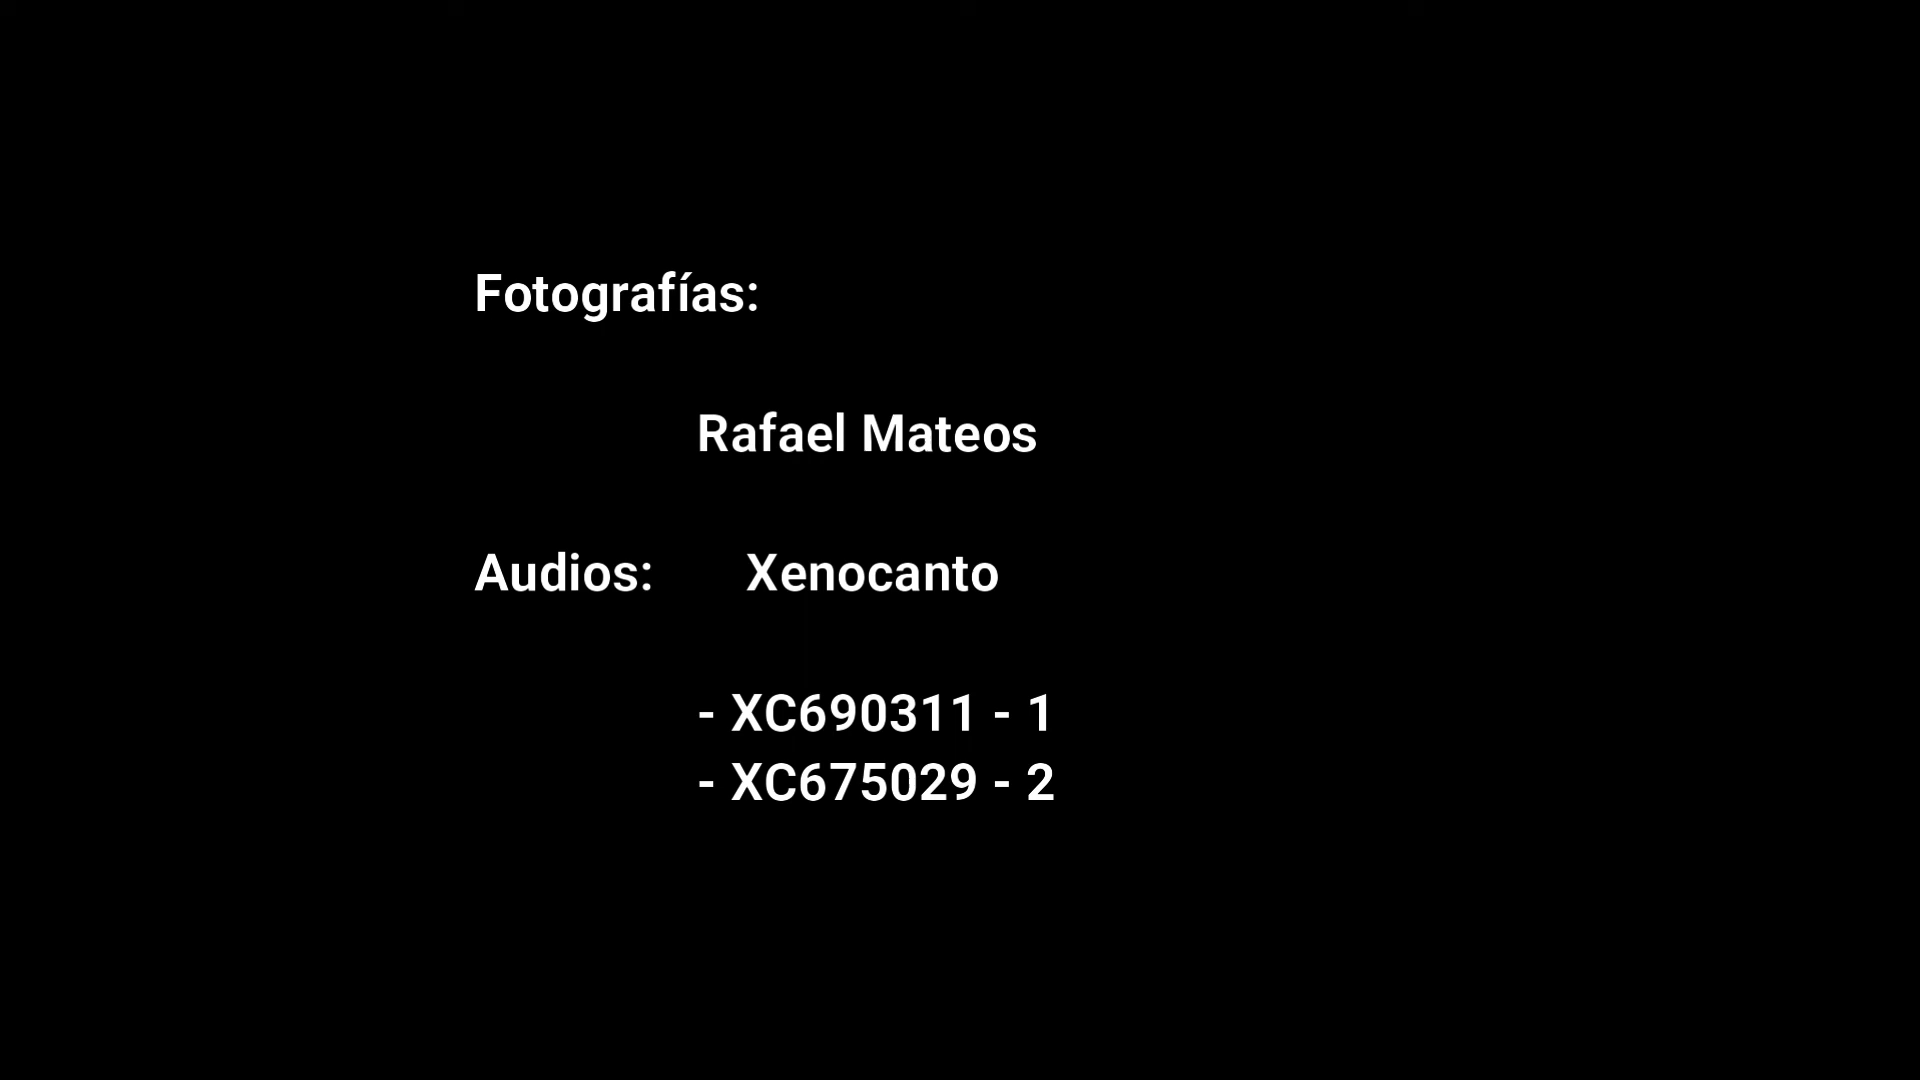 Fotografías:
Rafael Mateos
Audios: Xenocanto
- XC690311 - 1
- XC675029 - 2